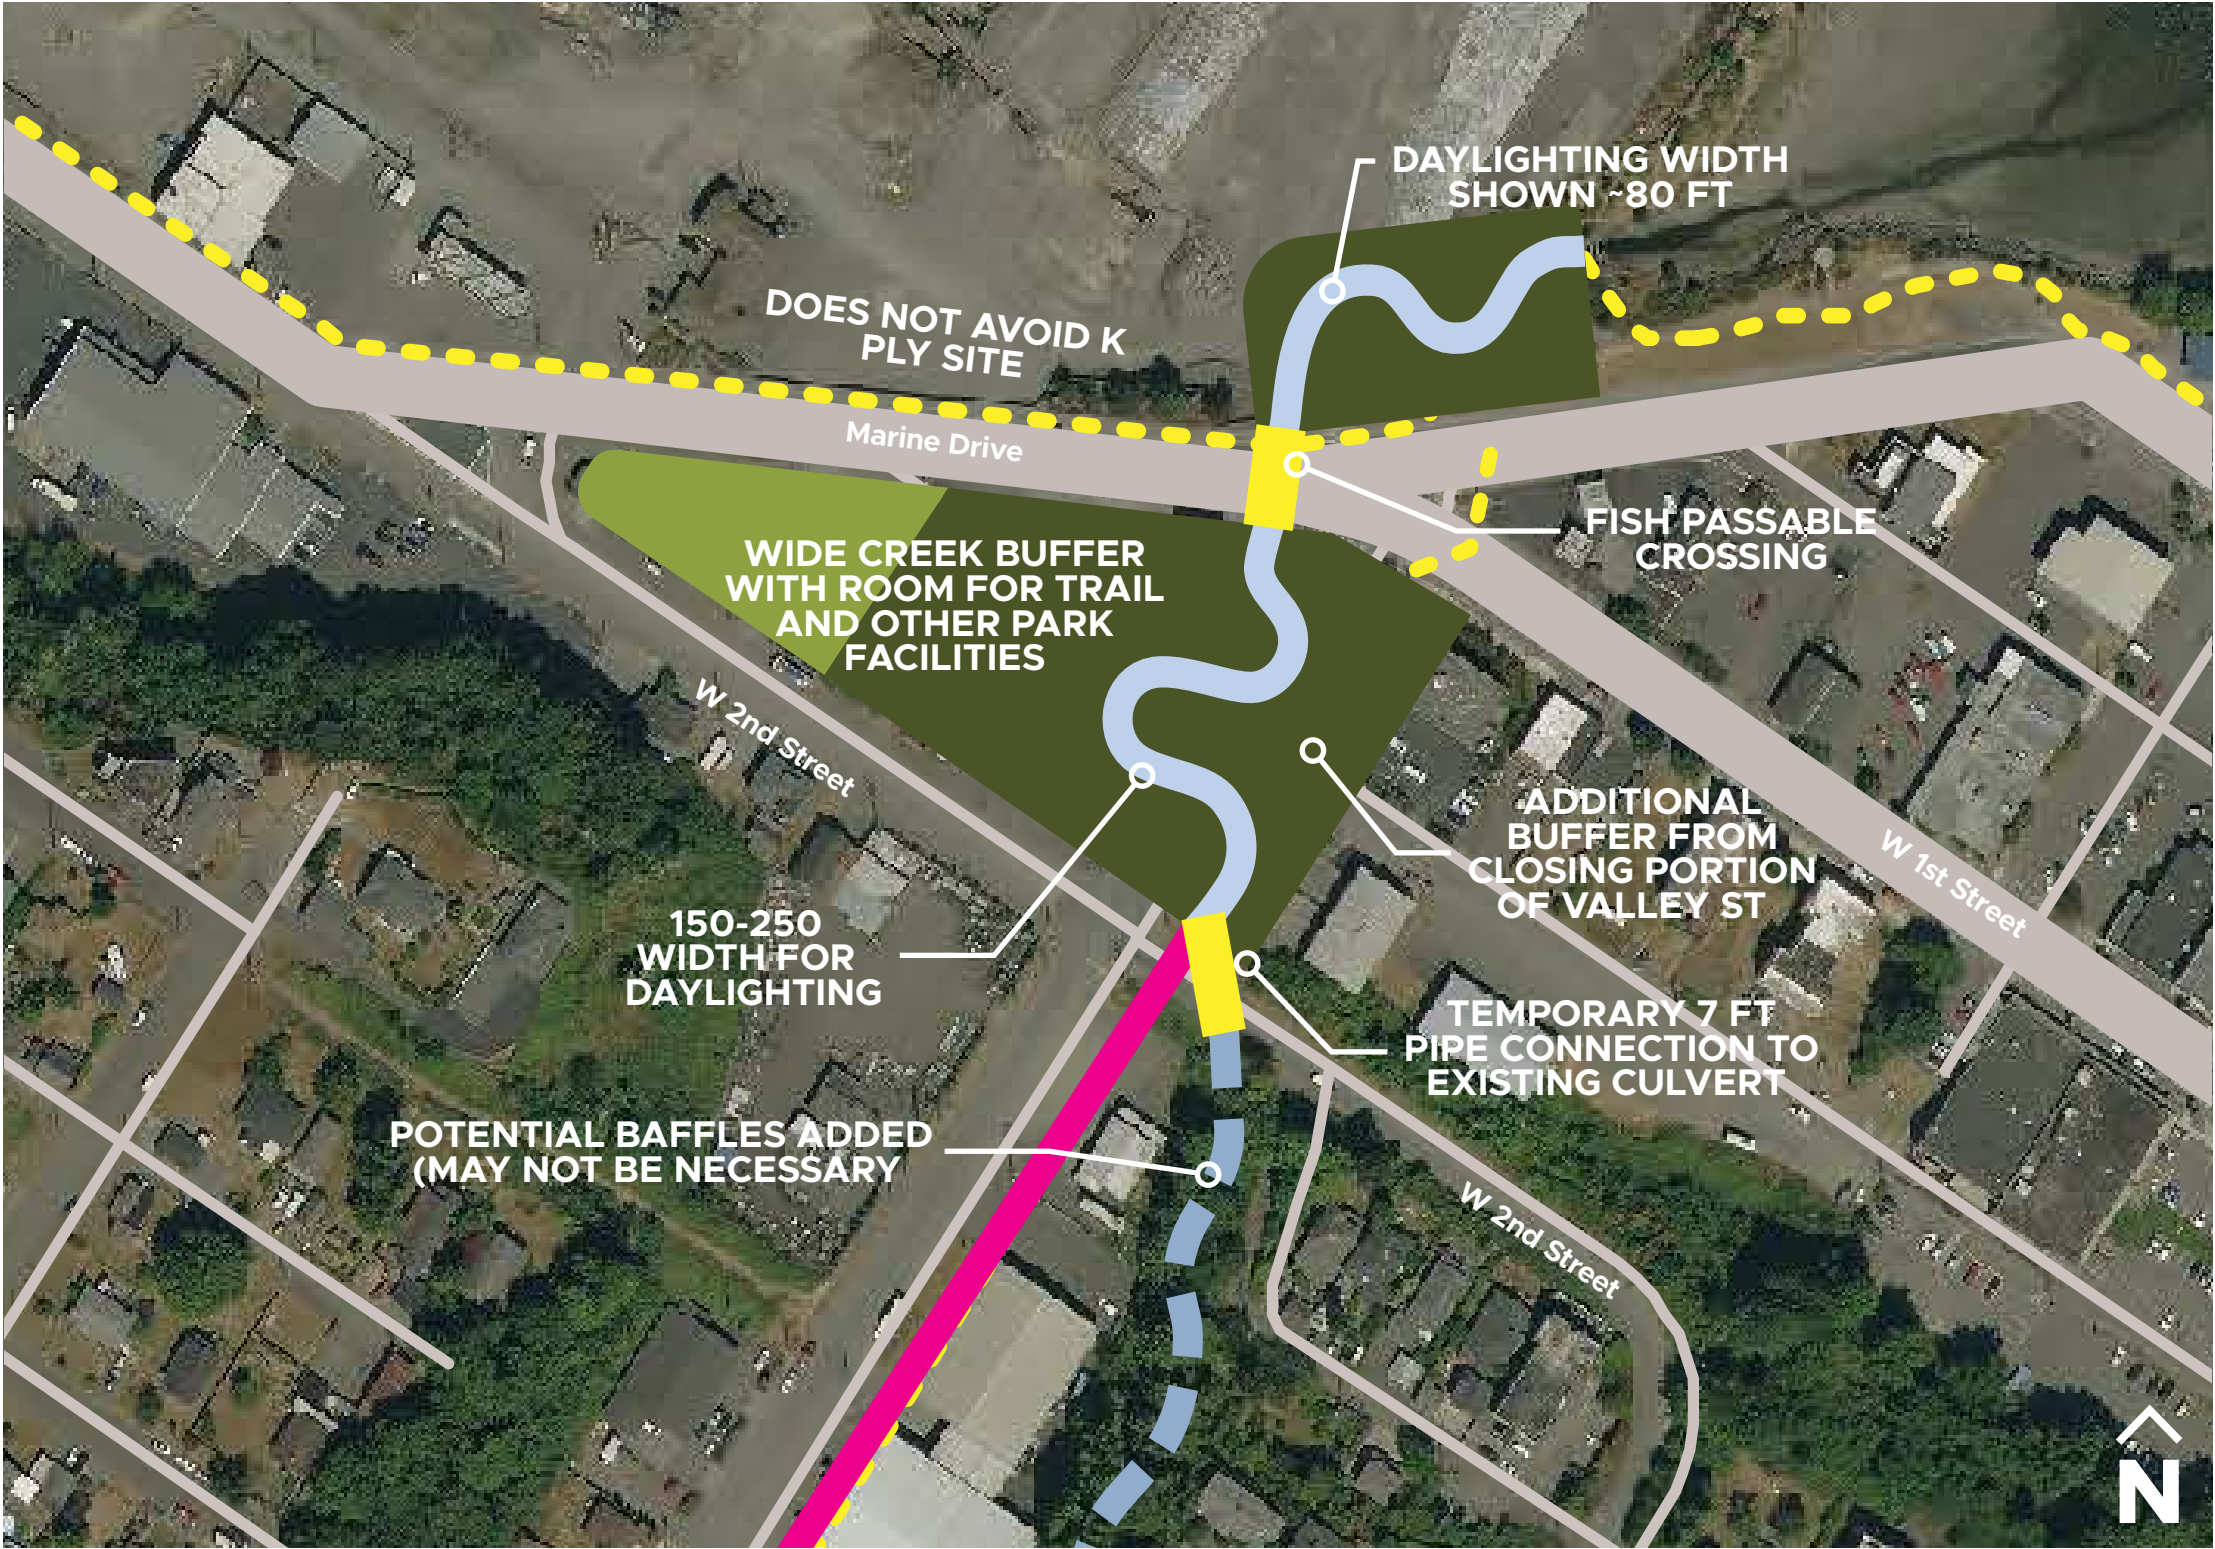 DAYLIGHTING WIDTH
SHOWN ~80 FT
DOES NOT AVOID K
PLY SITE
Marine Drive
FISH PASSABLE
CROSSING
WIDE CREEK BUFFER
WITH ROOM FOR TRAIL
AND OTHER PARK
FACILITIES
W 2nd Street
ADDITIONAL
BUFFER FROM
CLOSING PORTION
OF VALLEY ST
W 1st Street
150-250
WIDTH FOR
DAYLIGHTING
TEMPORARY 7 FT
PIPE CONNECTION TO
EXISTING CULVERT
POTENTIAL BAFFLES ADDED
(MAY NOT BE NECESSARY
W 2nd Street
N